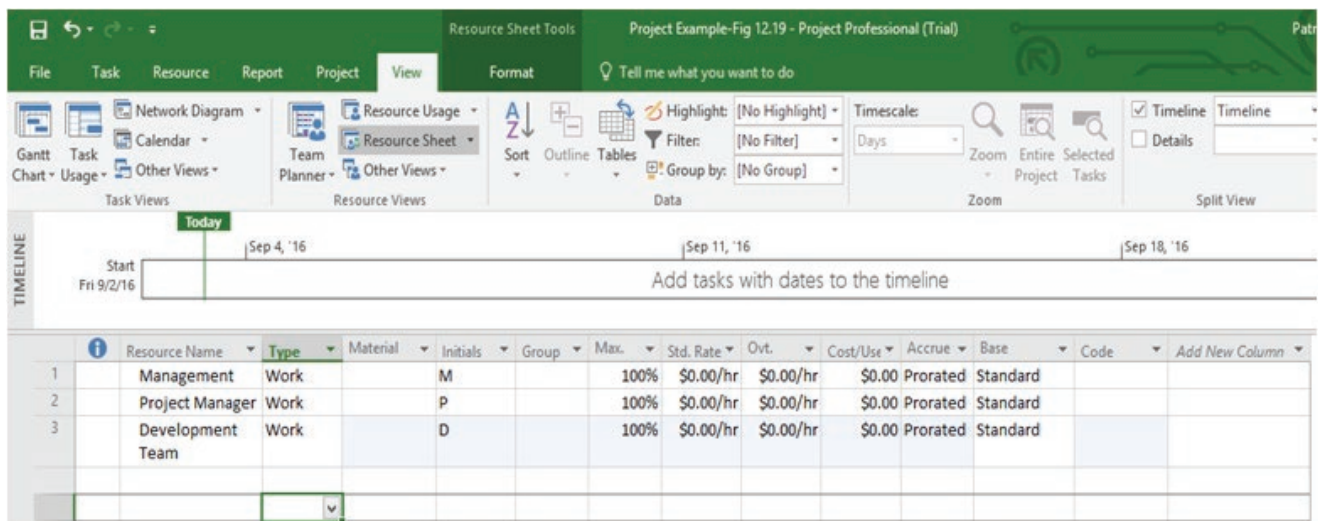 Resource Sheet Tools Project Example-Fig 12.19 - Project Professional (Trial) Patr
File Task Resource Report Project View Format Tell me what you want to do
Network Diagram Resource Usage Highlight: [No Highlight] Timescale: Timeline Timeline
Calendar Resource Sheet Filter: [No Filter] Days Details
Gantt Chart Task Usage Other Views Team Planner Other Views Sort Outline Tables Group by: [No Group] Zoom Entire Project Selected Tasks
Task Views Resource Views Data Zoom Split View
Today
TIMELINE
Sep 4, '16 Sep 11, '16 Sep 18, '16
Start
Fri 9/2/16
Add tasks with dates to the timeline
Resource Name Type Material Initials Group Max. Std. Rate Ovt. Cost/Use Accrue Base Code Add New Column
1 Management Work M 100% $0.00/hr $0.00/hr $0.00 Prorated Standard
2 Project Manager Work P 100% $0.00/hr $0.00/hr $0.00 Prorated Standard
3 Development Work D 100% $0.00/hr $0.00/hr $0.00 Prorated Standard
Team